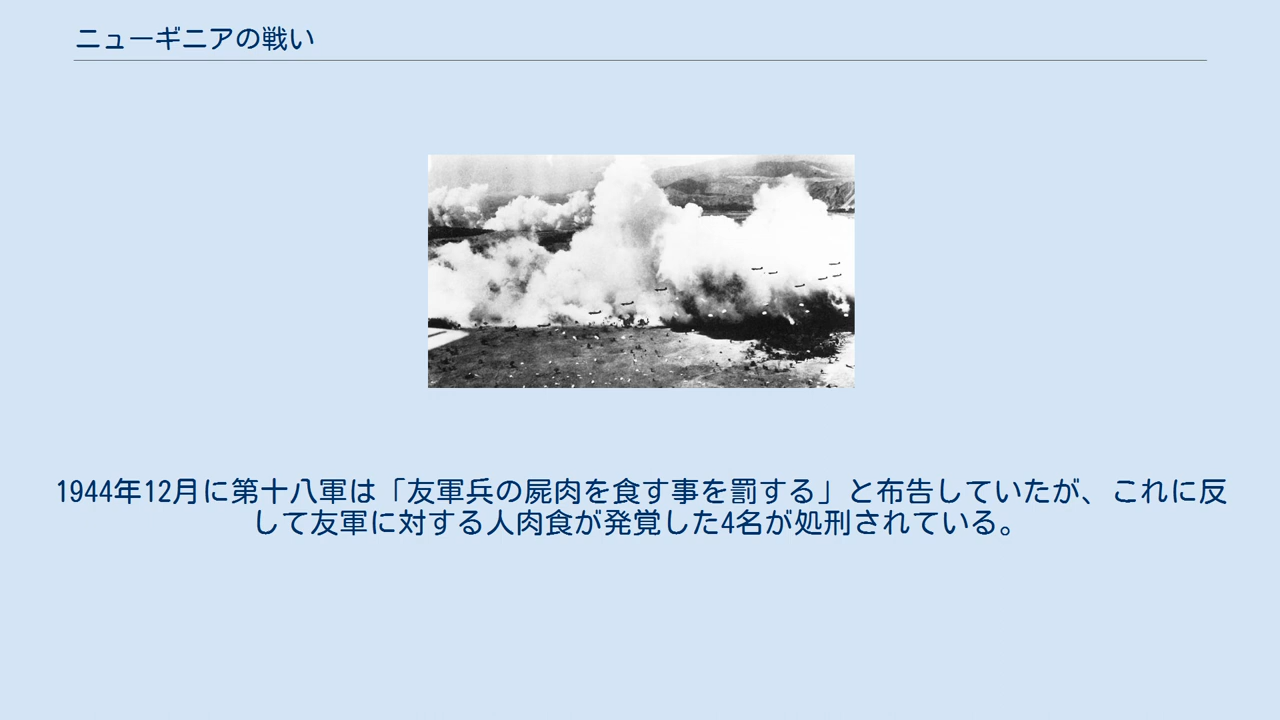 ニューギニアの戦い
1944年12月に第十八軍は「友軍兵の屍肉を食す事を罰する」と布告していたが、これに反
して友軍に対する人肉食が発覚した4名が処刑されている。